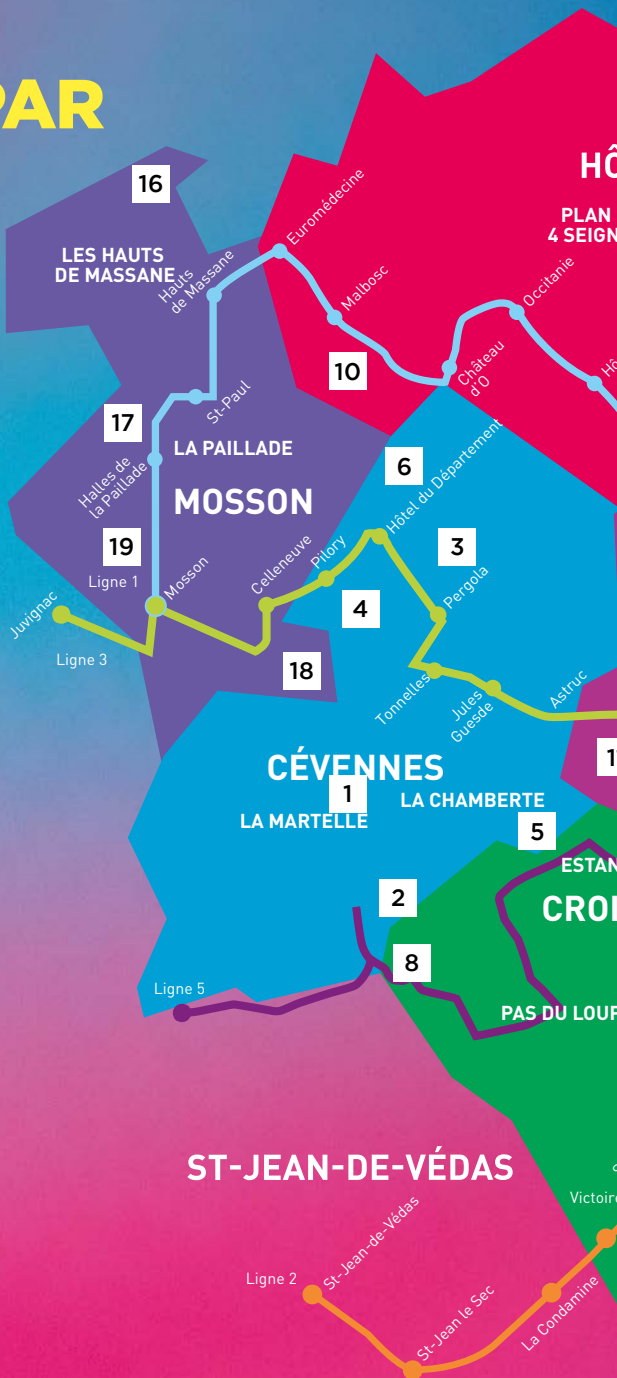 PAR
HÔ
PLAN
4 SEIGN
16
LES HAUTS
DE MASSANE
Hauts
de Massane
Euromédecine
Malbosc
Occitanie
Hô
Château
d'O
10
St-Paul
17
LA PAILLADE
Halles de
la Paillade
MOSSON
6
Hôtel du Département
19
Ligne 1
Mosson
Celleneuve
Pilory
3
4
Pergola
Juvignac
Ligne 3
18
Tonnelles
Jules
Guesde
Astruc
CÉVENNES
1
LA CHAMBERTE
LA MARTELLE
5
ESTAN
2
CROI
8
Ligne 5
PAS DU LOUP
ST-JEAN-DE-VÉDAS
Victoire
Ligne 2
St-Jean-de-Védas
St-Jean le Sec
La Condamine